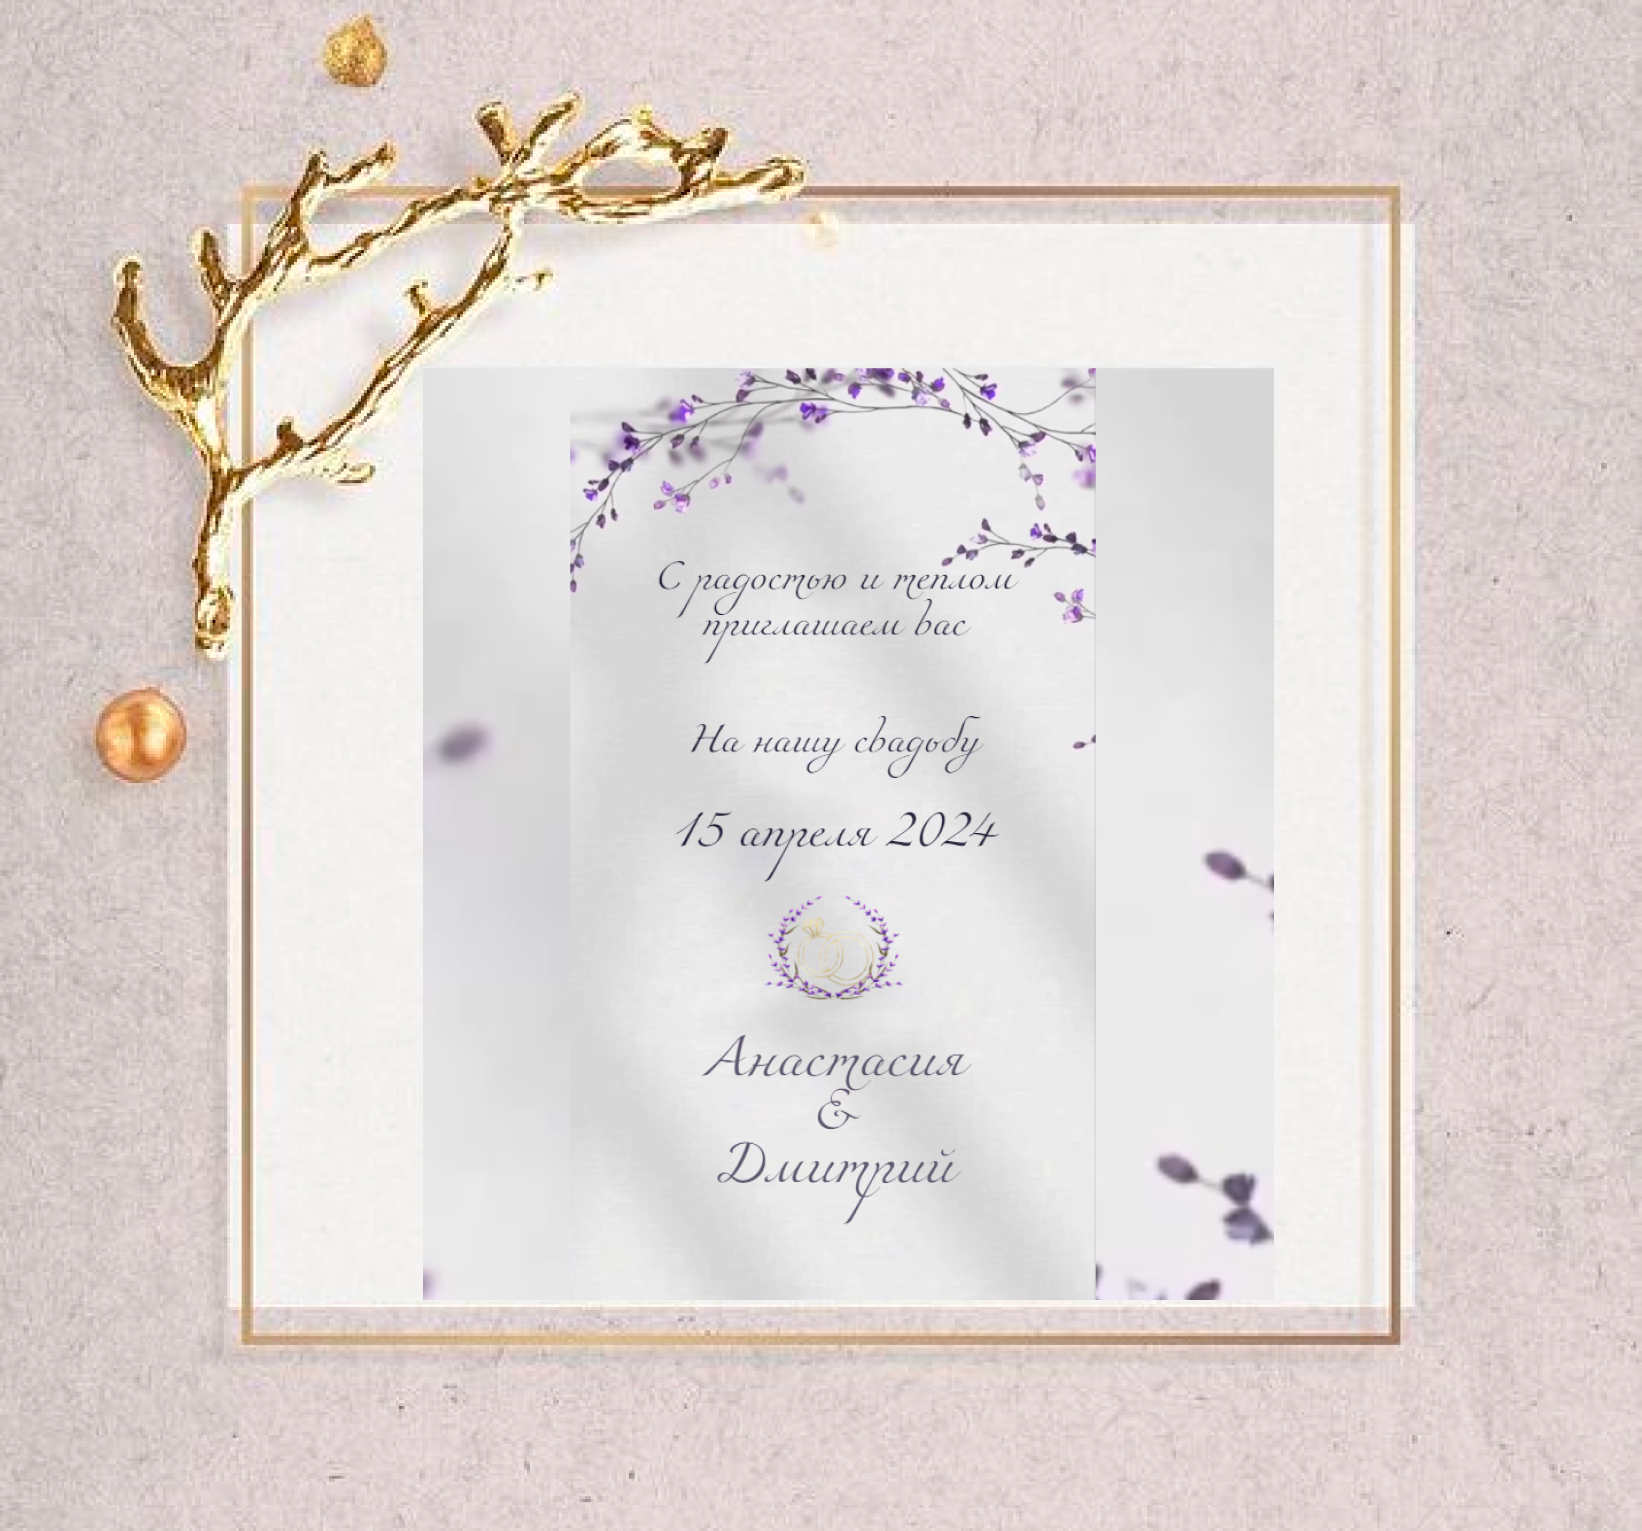 С радостью и теплом
приглашаем вас
На нашу свадьбу
15 апреля 2024
Анастасия
&
Дмитрий